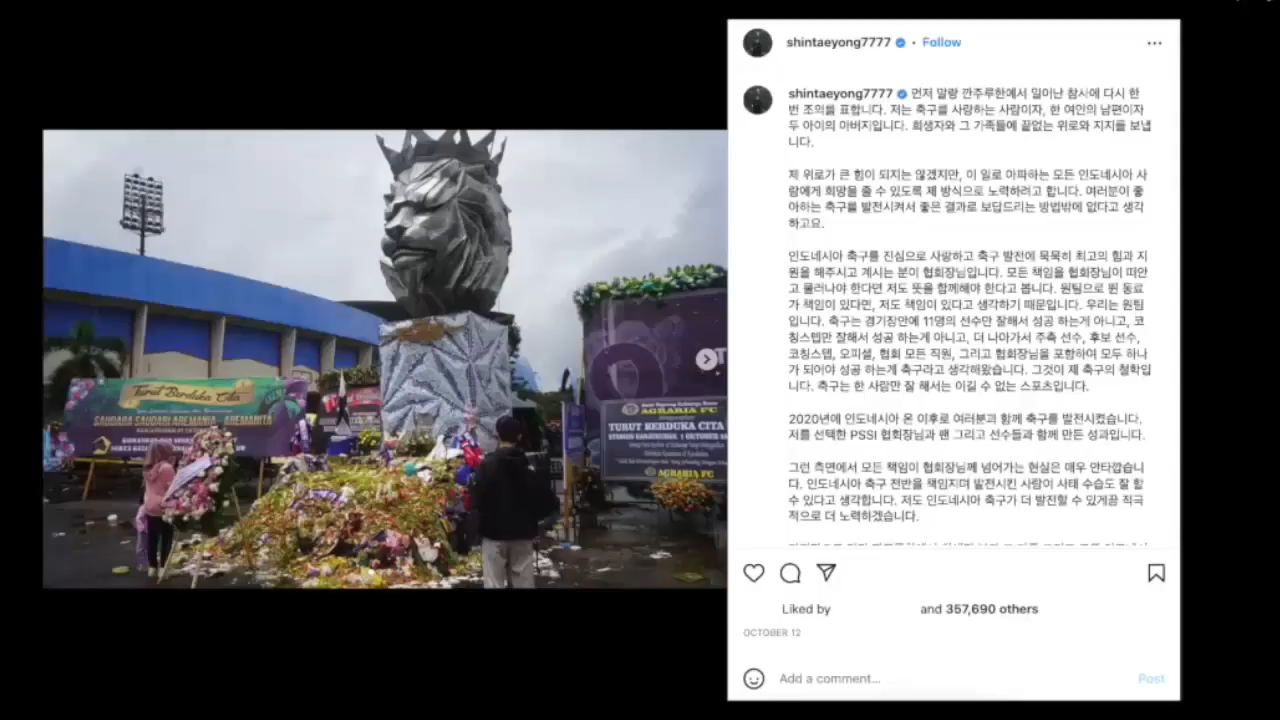 shintaeyong7777 • Follow
shintaeyong7777 먼저 말랑 깐주루한에서 일어난 참사에 다시 한
번 조의를 표합니다. 저는 축구를 사랑하는 사람이자, 한 여인의 남편이자
두 아이의 아버지입니다. 희생자와 그 가족들에 끝없는 위로와 지지를 보냅
니다.
제 위로가 큰 힘이 되지는 않겠지만, 이 일로 아파하는 모든 인도네시아 사
람에게 희망을 줄 수 있도록 제 방식으로 노력하려고 합니다. 여러분이 좋
아하는 축구를 발전시켜서 좋은 결과로 보답드리는 방법밖에 없다고 생각
하고요.
인도네시아 축구를 진심으로 사랑하고 축구 발전에 묵묵히 최고의 힘과 지
원을 해주시고 계시는 분이 협회장님입니다. 모든 책임을 협회장님이 떠안
고 물러나야 한다면 저도 뜻을 함께해야 한다고 봅니다. 원팀으로 뛴 동료
가 책임이 있다면, 저도 책임이 있다고 생각하기 때문입니다. 우리는 원팀
입니다. 축구는 경기장안에 11명의 선수만 잘해서 성공 하는게 아니고, 코
칭스텝만 잘해서 성공 하는게 아니고, 더 나아가서 주축 선수, 후보 선수,
코칭스텝, 오피셜, 협회 모든 직원, 그리고 협회장님을 포함하여 모두 하나
가 되어야 성공 하는게 축구라고 생각해왔습니다. 그것이 제 축구의 철학입
니다. 축구는 한 사람만 잘 해서는 이길 수 없는 스포츠입니다.
2020년에 인도네시아 온 이후로 여러분과 함께 축구를 발전시켰습니다.
저를 선택한 PSSI 협회장님과 팬 그리고 선수들과 함께 만든 성과입니다.
그런 측면에서 모든 책임이 협회장님께 넘어가는 현실은 매우 안타깝습니
다. 인도네시아 축구 전반을 책임지며 발전시킨 사람이 사태 수습도 잘 할
수 있다고 생각합니다. 저도 인도네시아 축구가 더 발전할 수 있게끔 적극
적으로 더 노력하겠습니다.
Liked by and 357,690 others
OCTOBER 12
Add a comment... Post
Turut Berduka Cita
SAUDARA SAUDARI AREMANIA - AREMANITA
AGRARIA FC
TURUT BERDUKA CITA
AGRARIA FC